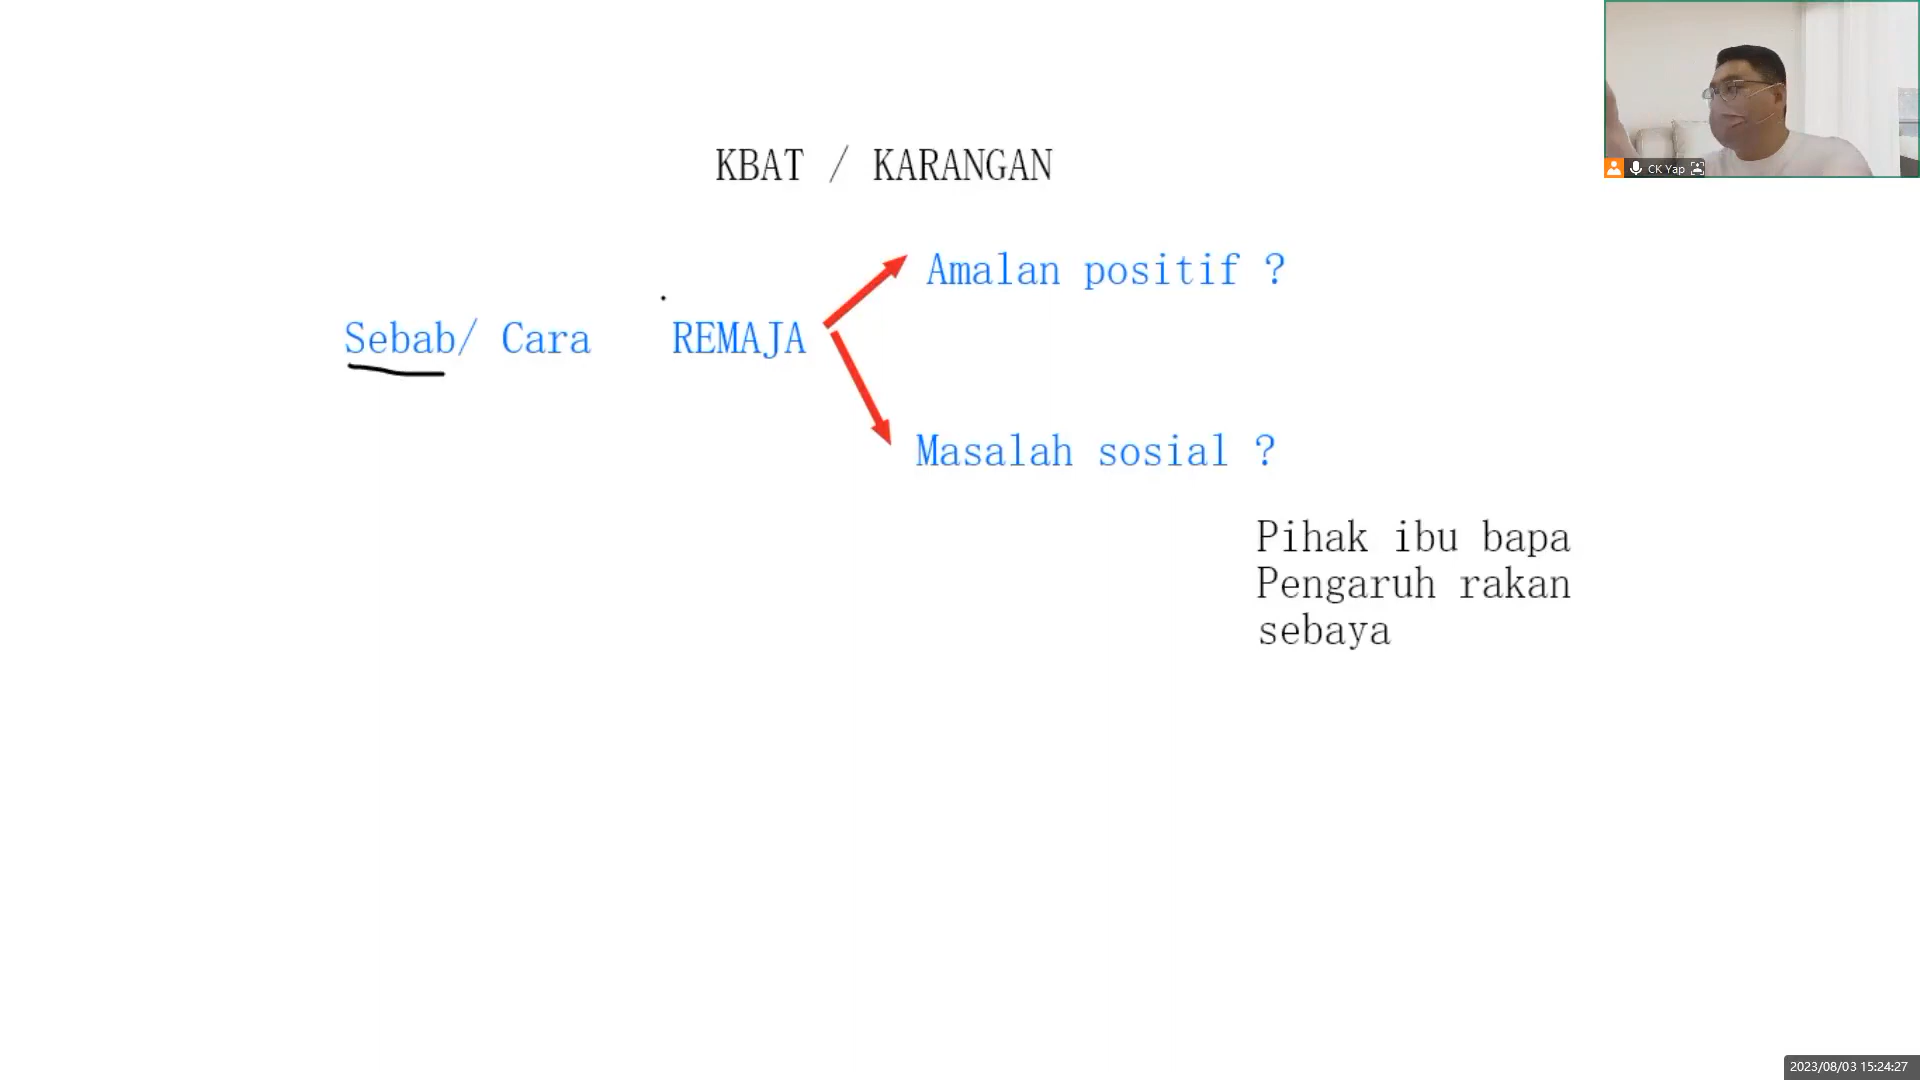 KBAT / KARANGAN
Amalan positif ?
Sebab/ Cara REMAJA
Masalah sosial ?
Pihak ibu bapa
Pengaruh rakan
sebaya
CK Yap
2023/08/03 15:24:27